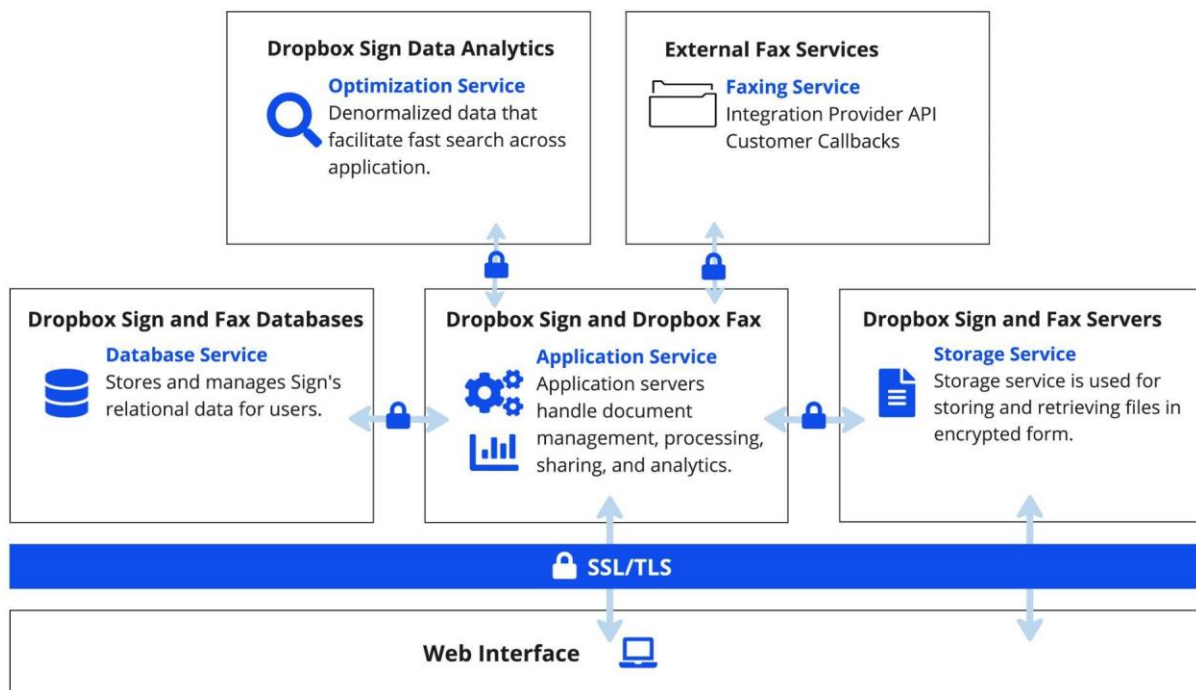 Dropbox Sign Data Analytics
Optimization Service
Denormalized data that
facilitate fast search across
application.
External Fax Services
Faxing Service
Integration Provider API
Customer Callbacks
Dropbox Sign and Fax Databases
Database Service
Stores and manages Sign's
relational data for users.
Dropbox Sign and Dropbox Fax
Application Service
Application servers
handle document
management, processing,
sharing, and analytics.
Dropbox Sign and Fax Servers
Storage Service
Storage service is used for
storing and retrieving files in
encrypted form.
SSL/TLS
Web Interface